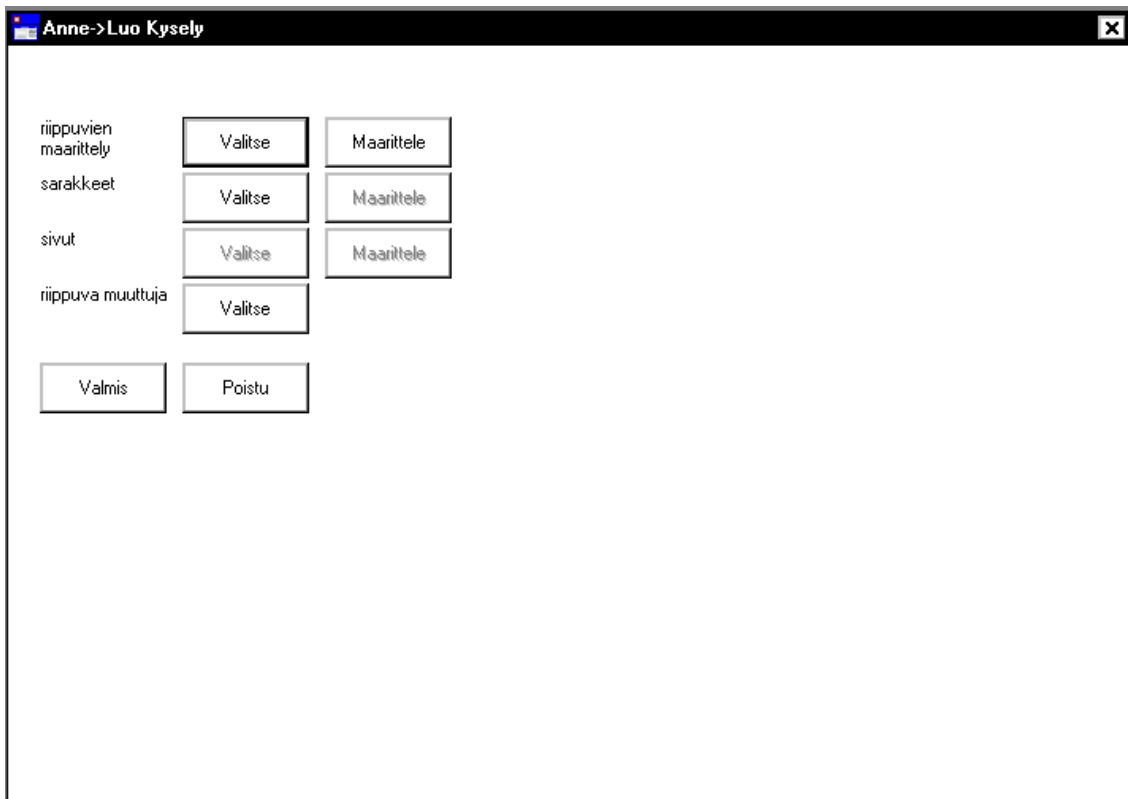 Anne->Luo Kysely
riippuvien
maarittely
Valitse
Maarittele
sarakkeet
Valitse
Maarittele
sivut
Valitse
Maarittele
riippuva muuttuja
Valitse
Valmis
Poistu